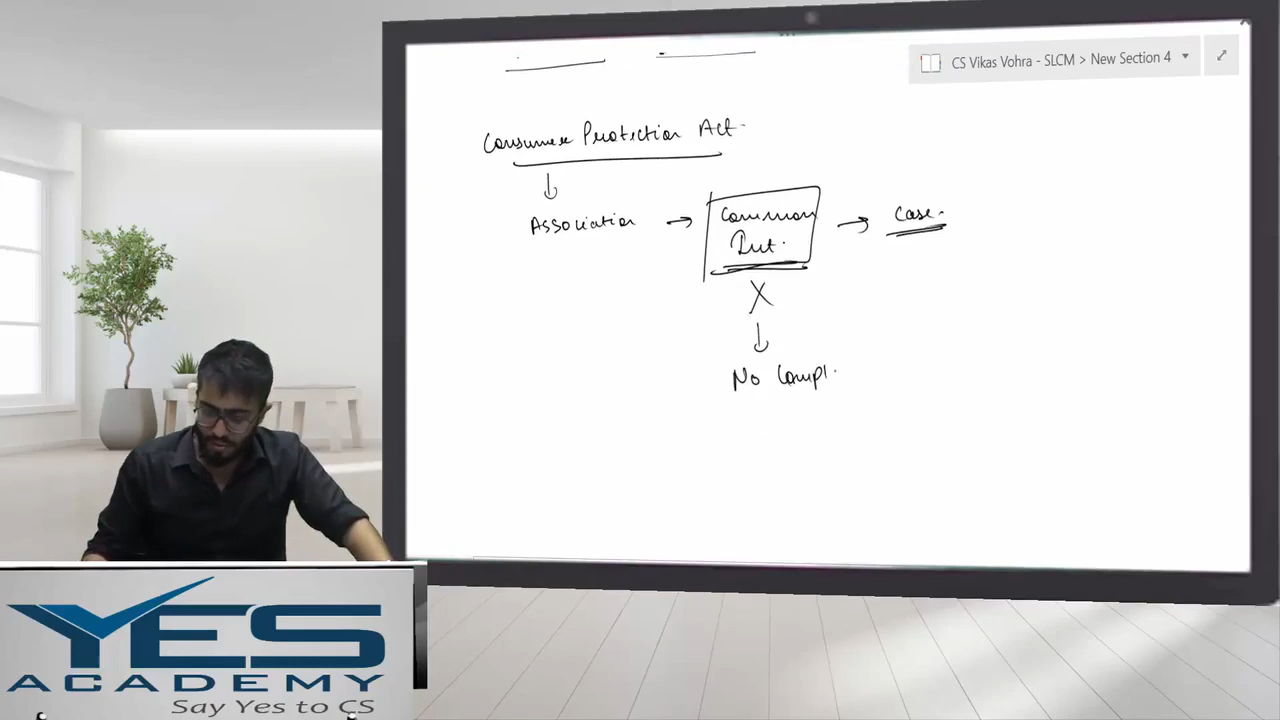 CS Vikas Vohra - SLCM > New Section 4
Consumer Protection Act.
Association → Common Int. → Case.
X
No Compl.
YES
ACADEMY
Say Yes to CS